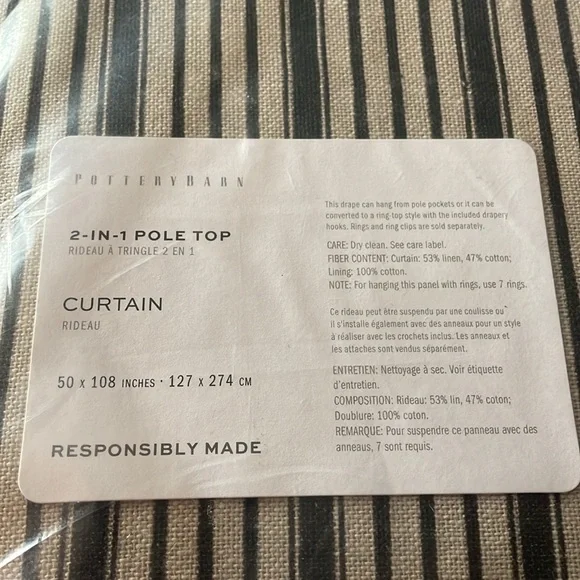 POTTERY BARN
2-IN-1 POLE TOP
RIDEAU À TRINGLE 2 EN 1
CURTAIN
RIDEAU
50 x 108 INCHES · 127 x 274 CM
RESPONSIBLY MADE
This drape can hang from pole pockets or it can be
converted to a ring-top style with the included drapery
hooks. Rings and ring clips are sold separately.
CARE: Dry clean. See care label.
FIBER CONTENT: Curtain: 53% linen, 47% cotton;
Lining: 100% cotton.
NOTE: For hanging this panel with rings, use 7 rings.
Ce rideau peut être suspendu par une coulisse ou
il s'installe également avec des anneaux pour un style
à réaliser avec les crochets inclus. Les anneaux et
les attaches sont vendus séparément.
ENTRETIEN: Nettoyage à sec. Voir étiquette
d'entretien.
COMPOSITION: Rideau: 53% lin, 47% coton;
Doublure: 100% coton.
REMARQUE: Pour suspendre ce panneau avec des
anneaux, 7 sont requis.